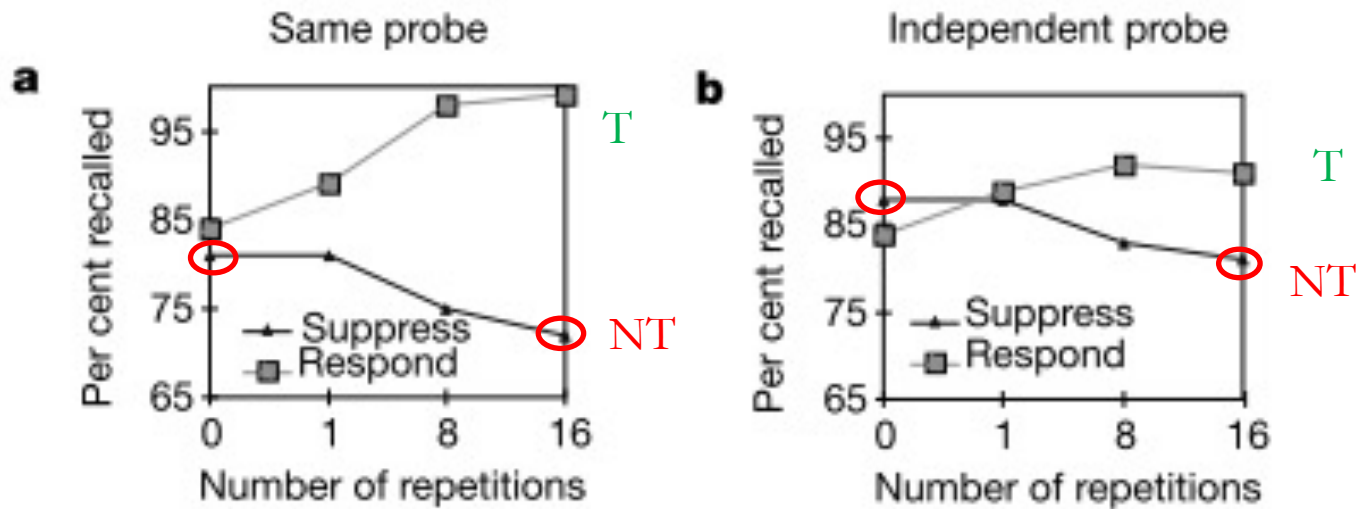 Same probe
a
Per cent recalled
95
85
75
65
0 1 8 16
Number of repetitions
Suppress
Respond
T
NT
Independent probe
b
Per cent recalled
95
85
75
65
0 1 8 16
Number of repetitions
Suppress
Respond
T
NT